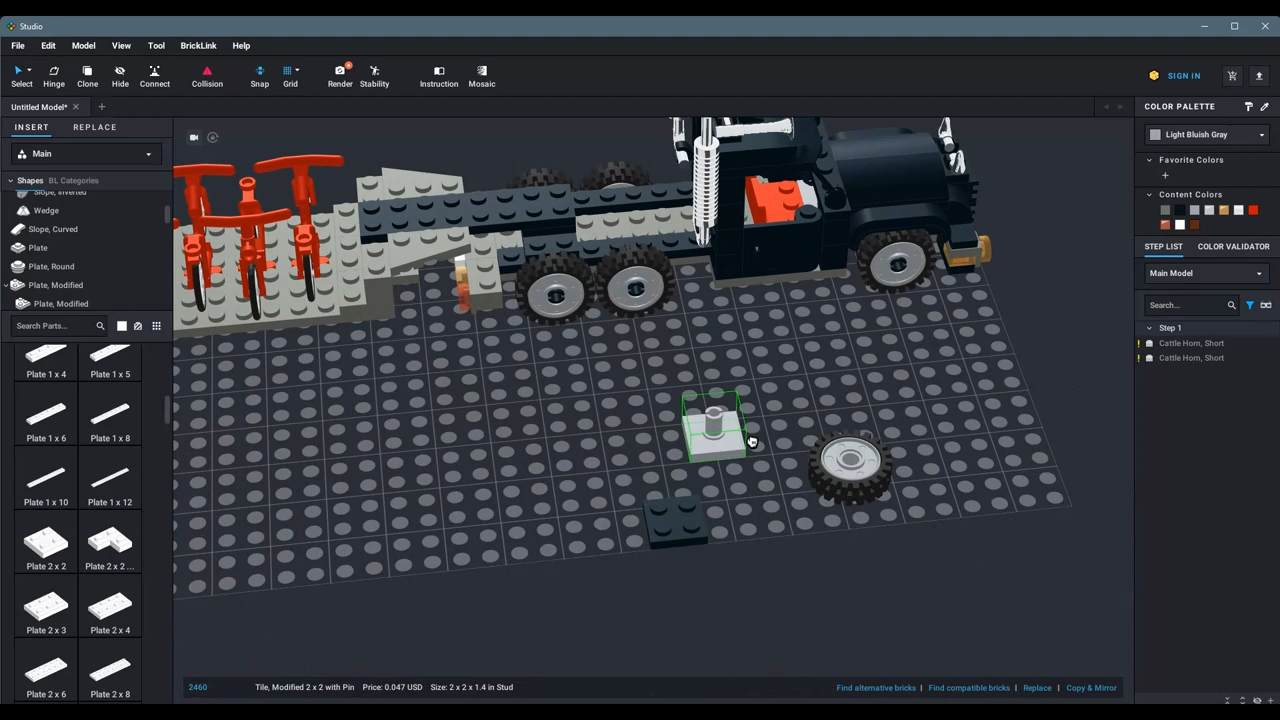 Studio
File Edit Model View Tool BrickLink Help
Select Hinge Clone Hide Connect Collision Snap Grid Render Stability Instruction Mosaic
SIGN IN
Untitled Model*
INSERT REPLACE
Main
Shapes BL Categories
Slope, Inverted
Wedge
Slope, Curved
Plate
Plate, Round
Plate, Modified
Plate, Modified
Search Parts...
Plate 1 x 4 Plate 1 x 5
Plate 1 x 6 Plate 1 x 8
Plate 1 x 10 Plate 1 x 12
Plate 2 x 2 Plate 2 x 2 ...
Plate 2 x 3 Plate 2 x 4
Plate 2 x 6 Plate 2 x 8
COLOR PALETTE
Light Bluish Gray
Favorite Colors
Content Colors
STEP LIST COLOR VALIDATOR
Main Model
Search...
Step 1
Cattle Horn, Short
Cattle Horn, Short
2460 Tile, Modified 2 x 2 with Pin Price: 0.047 USD Size: 2 x 2 x 1.4 in Stud
Find alternative bricks | Find compatible bricks | Replace | Copy & Mirror